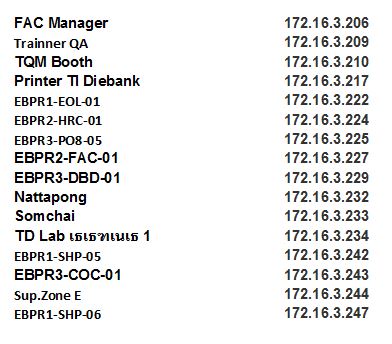 FAC Manager 172.16.3.206
Trainner QA 172.16.3.209
TQM Booth 172.16.3.210
Printer TI Diebank 172.16.3.217
EBPR1-EOL-01 172.16.3.222
EBPR2-HRC-01 172.16.3.224
EBPR3-PO8-05 172.16.3.225
EBPR2-FAC-01 172.16.3.227
EBPR3-DBD-01 172.16.3.229
Nattapong 172.16.3.232
Somchai 172.16.3.233
TD Lab เธเธฑเนเธ 1 172.16.3.234
EBPR1-SHP-05 172.16.3.242
EBPR3-COC-01 172.16.3.243
Sup.Zone E 172.16.3.244
EBPR1-SHP-06 172.16.3.247